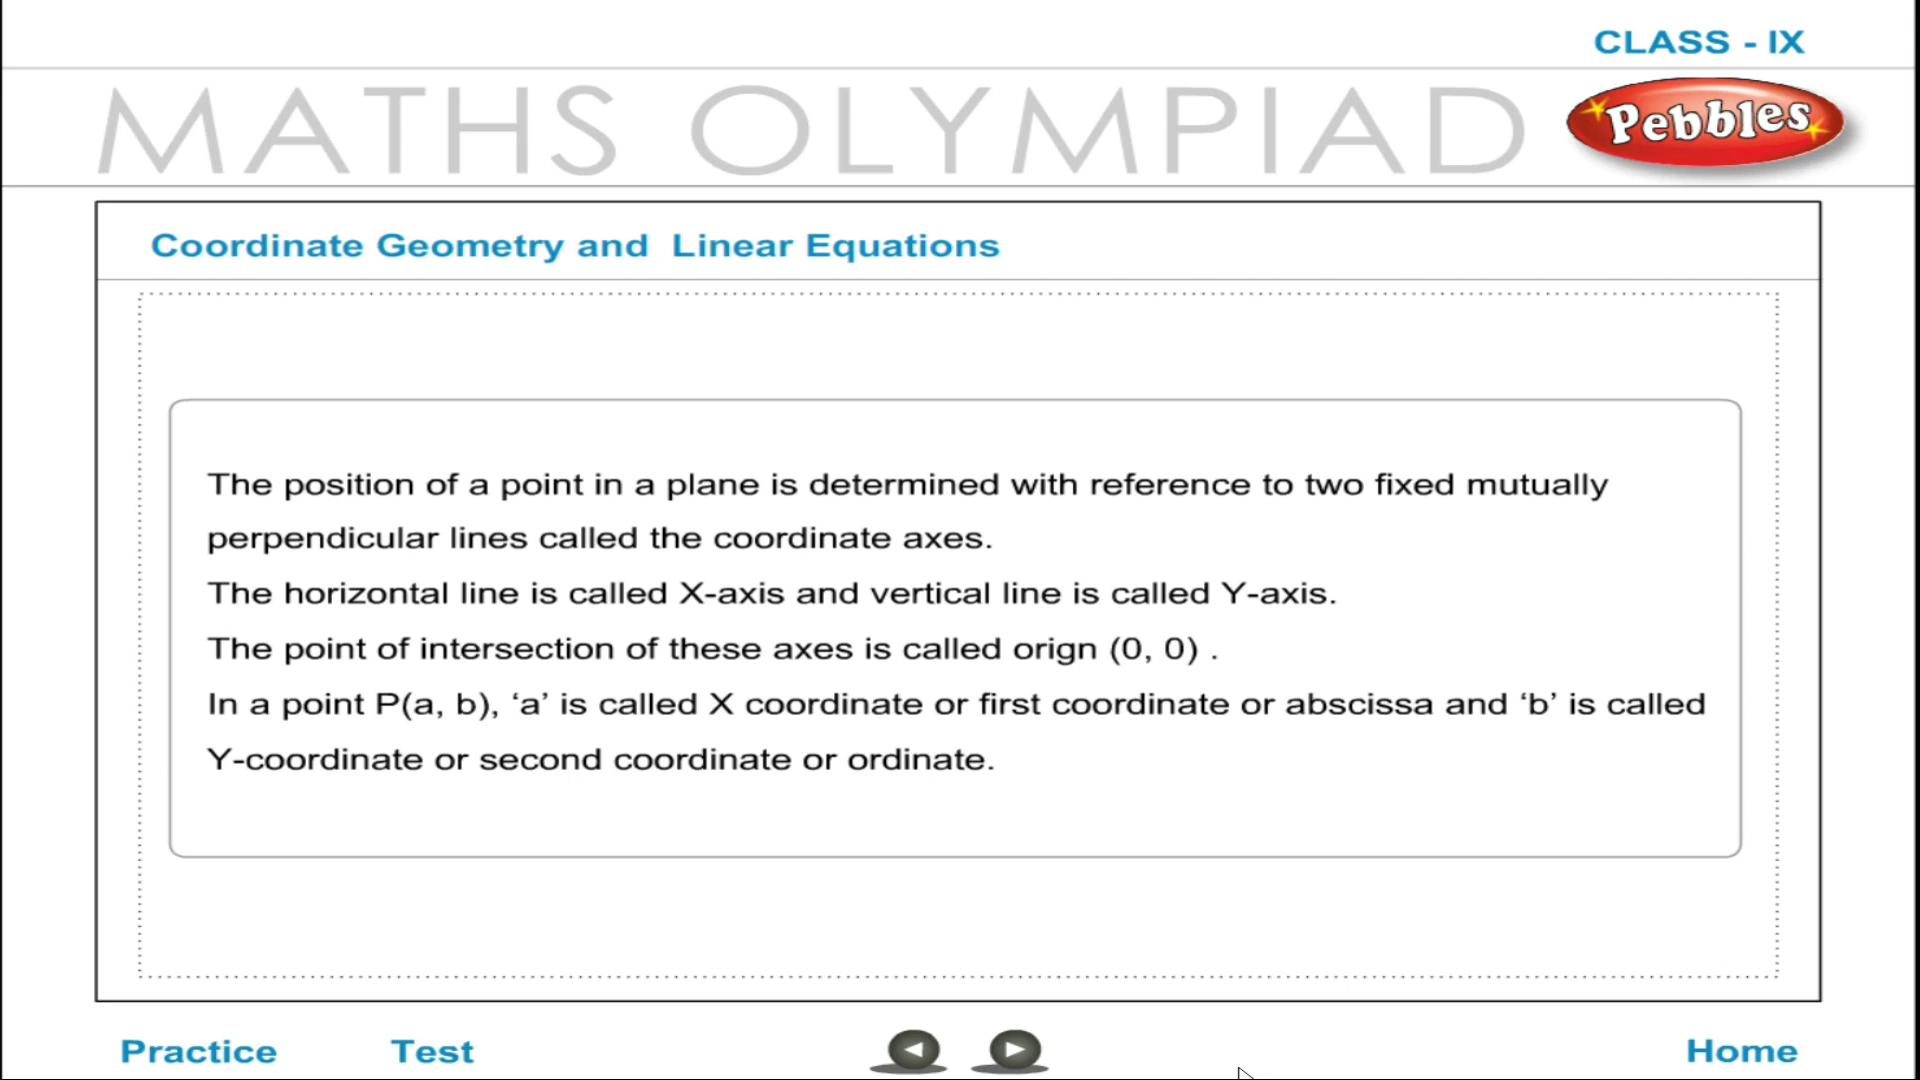 CLASS - IX
MATHS OLYMPIAD
Pebbles
Coordinate Geometry and Linear Equations
The position of a point in a plane is determined with reference to two fixed mutually
perpendicular lines called the coordinate axes.
The horizontal line is called X-axis and vertical line is called Y-axis.
The point of intersection of these axes is called orign (0, 0) .
In a point P(a, b), ‘a’ is called X coordinate or first coordinate or abscissa and ‘b’ is called
Y-coordinate or second coordinate or ordinate.
Practice Test Home